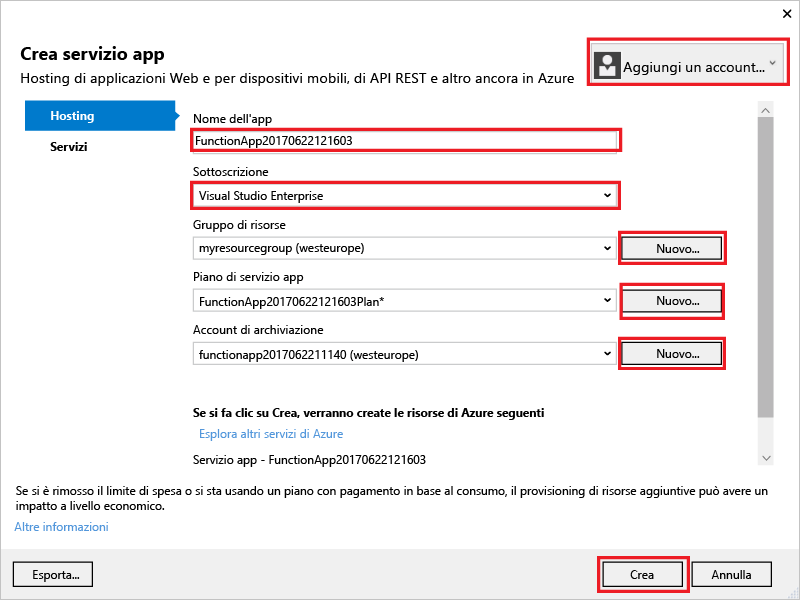 Crea servizio app
Hosting di applicazioni Web e per dispositivi mobili, di API REST e altro ancora in Azure
Aggiungi un account...
Hosting
Servizi
Nome dell'app
FunctionApp20170622121603
Sottoscrizione
Visual Studio Enterprise
Gruppo di risorse
myresourcegroup (westeurope)
Nuovo...
Piano di servizio app
FunctionApp20170622121603Plan*
Nuovo...
Account di archiviazione
functionapp2017062211140 (westeurope)
Nuovo...
Se si fa clic su Crea, verranno create le risorse di Azure seguenti
Esplora altri servizi di Azure
Servizio app - FunctionApp20170622121603
Se si è rimosso il limite di spesa o si sta usando un piano con pagamento in base al consumo, il provisioning di risorse aggiuntive può avere un
impatto a livello economico.
Altre informazioni
Esporta...
Crea
Annulla